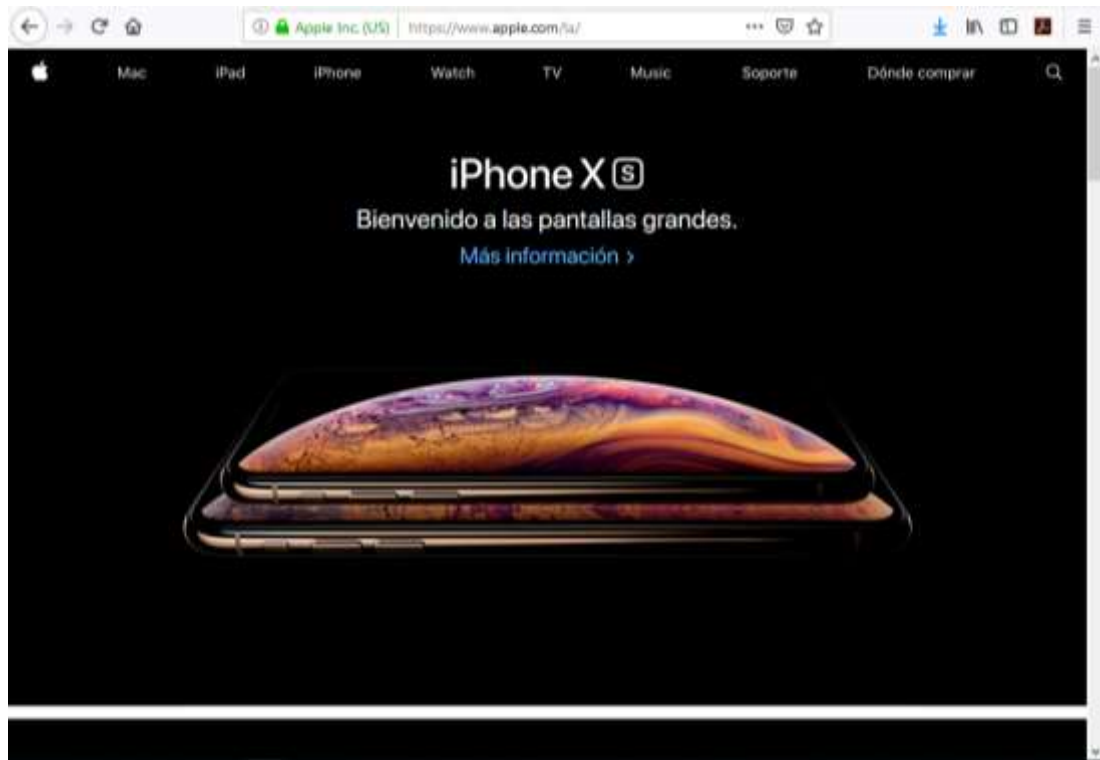 Apple Inc. (US) https://www.apple.com/la/
Mac iPad iPhone Watch TV Music Soporte Dónde comprar
iPhone XS
Bienvenido a las pantallas grandes.
Más información >